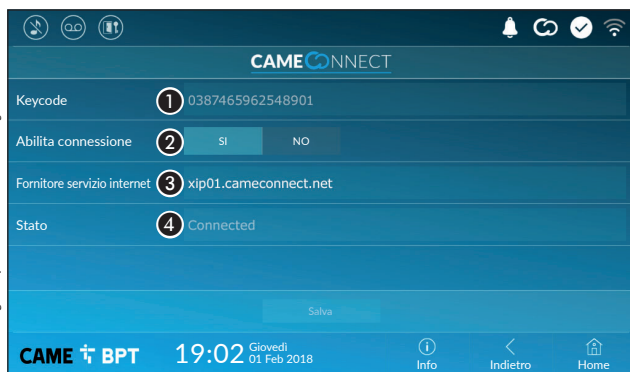 CAMECONNECT
Keycode 1 0387465962548901
Abilita connessione 2 SI NO
Fornitore servizio internet 3 xip01.cameconnect.net
Stato 4 Connected
Salva
CAME BPT 19:02 Giovedì 01 Feb 2018 Info Indietro Home